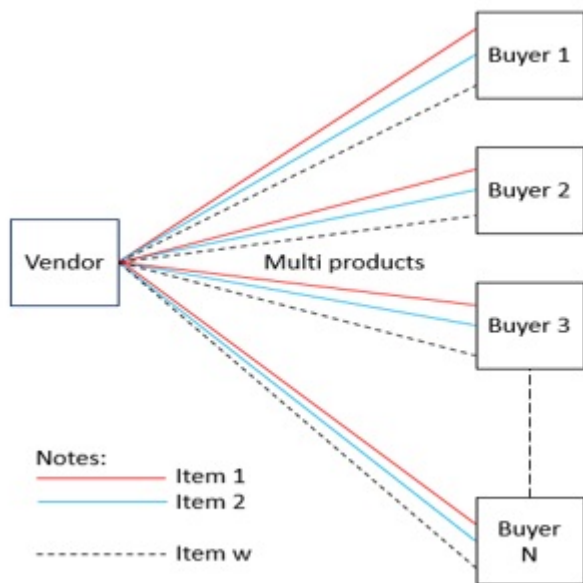 Buyer 1
Buyer 2
Vendor
Multi products
Buyer 3
Notes:
Item 1
Item 2
Item w
Buyer
N